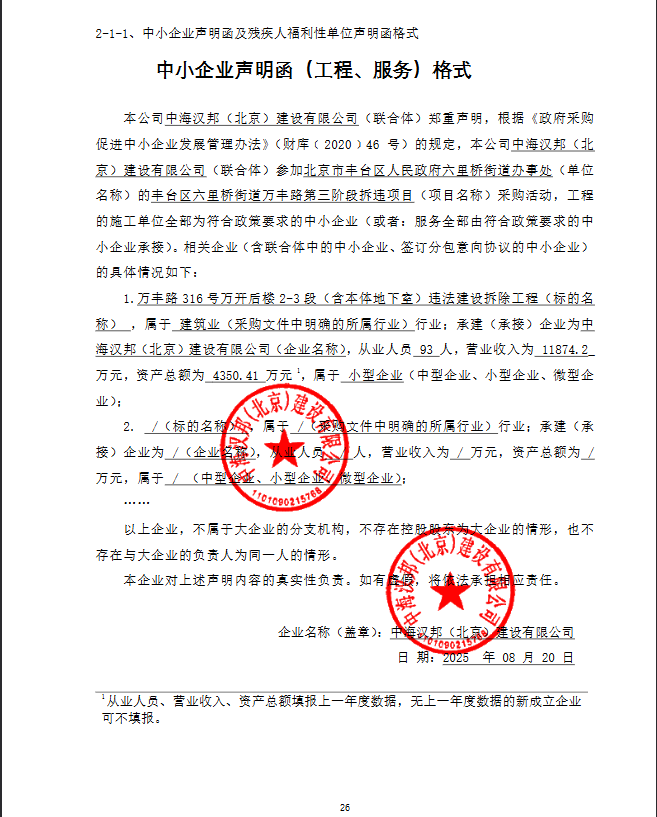 2-1-1、中小企业声明函及残疾人福利性单位声明函格式
中小企业声明函（工程、服务）格式
本公司中海汉邦（北京）建设有限公司（联合体）郑重声明，根据《政府采购
促进中小企业发展管理办法》（财库﹝2020﹞46 号）的规定，本公司中海汉邦（北
京）建设有限公司（联合体）参加北京市丰台区人民政府六里桥街道办事处（单位
名称）的丰台区六里桥街道万丰路第三阶段拆违项目（项目名称）采购活动，工程
的施工单位全部为符合政策要求的中小企业（或者：服务全部由符合政策要求的中
小企业承接）。相关企业（含联合体中的中小企业、签订分包意向协议的中小企业）
的具体情况如下：
1.万丰路 316 号万开后楼 2-3 段（含本体地下室）违法建设拆除工程（标的名
称） ，属于 建筑业（采购文件中明确的所属行业）行业；承建（承接）企业为中
海汉邦（北京）建设有限公司（企业名称），从业人员 93 人，营业收入为 11874.2
万元，资产总额为 4350.41 万元1，属于 小型企业（中型企业、小型企业、微型企
业）；
2. /（标的名称） ，属于 /（采购文件中明确的所属行业）行业；承建（承
接）企业为 /（企业名称），从业人员 / 人，营业收入为 / 万元，资产总额为 /
万元，属于 / （中型企业、小型企业、微型企业）；
……
以上企业，不属于大企业的分支机构，不存在控股股东为大企业的情形，也不
存在与大企业的负责人为同一人的情形。
本企业对上述声明内容的真实性负责。如有虚假，将依法承担相应责任。
企业名称（盖章）：中海汉邦（北京）建设有限公司
日 期：2025 年 08 月 20 日
中海汉邦(北京)建设有限公司
1101090215768
中海汉邦(北京)建设有限公司
1101090215768
1从业人员、营业收入、资产总额填报上一年度数据，无上一年度数据的新成立企业
可不填报。
26